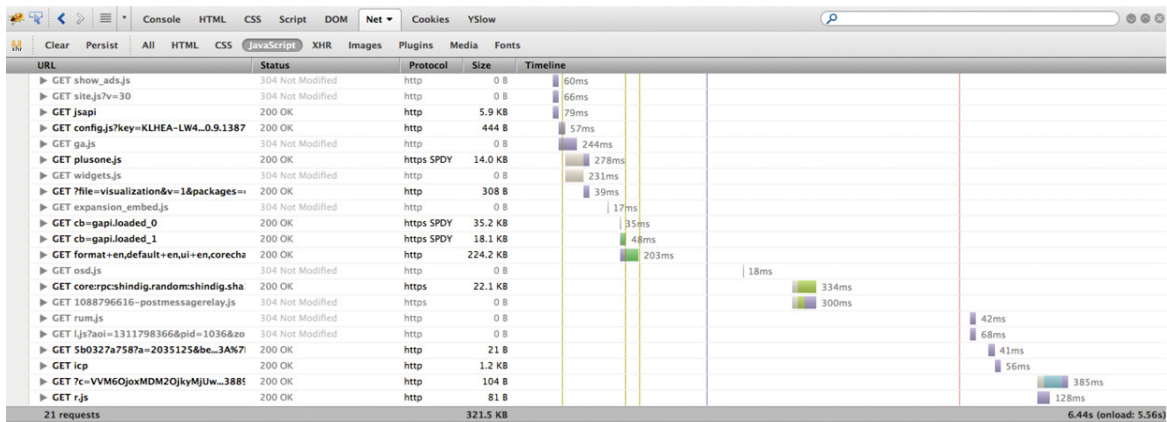 Console HTML CSS Script DOM Net Cookies YSlow
Clear Persist All HTML CSS JavaScript XHR Images Plugins Media Fonts
URL Status Protocol Size Timeline
GET show_ads.js 304 Not Modified http 0 B 60ms
GET site.js?v=30 304 Not Modified http 0 B 66ms
GET jsapi 200 OK http 5.9 KB 79ms
GET config.js?key=KLHEA-LW4...0.9.1387 200 OK http 444 B 57ms
GET ga.js 304 Not Modified http 0 B 244ms
GET plusone.js 200 OK https SPDY 14.0 KB 278ms
GET widgets.js 304 Not Modified http 0 B 231ms
GET ?file=visualization&v=1&packages= 200 OK http 308 B 39ms
GET expansion_embed.js 304 Not Modified http 0 B 17ms
GET cb=gapi.loaded_0 200 OK https SPDY 35.2 KB 35ms
GET cb=gapi.loaded_1 200 OK https SPDY 18.1 KB 48ms
GET format+en,default+en,ui+en,corecha 200 OK http 224.2 KB 203ms
GET osd.js 304 Not Modified http 0 B 18ms
GET core:rpc:shindig.random:shindig.sha 200 OK https 22.1 KB 334ms
GET 1088796616-postmessagerelay.js 304 Not Modified https 0 B 300ms
GET rum.js 304 Not Modified http 0 B 42ms
GET l.js?aoi=1311798366&pid=1036&zo 304 Not Modified http 0 B 68ms
GET 5b0327a758?a=2035125&be...3A%7 200 OK http 21 B 41ms
GET icp 200 OK http 1.2 KB 56ms
GET ?c=VVM6OjoxMDM2OjkyMjUw...3889 200 OK http 104 B 385ms
GET r.js 200 OK http 81 B 128ms
21 requests 321.5 KB 6.44s (onload: 5.56s)